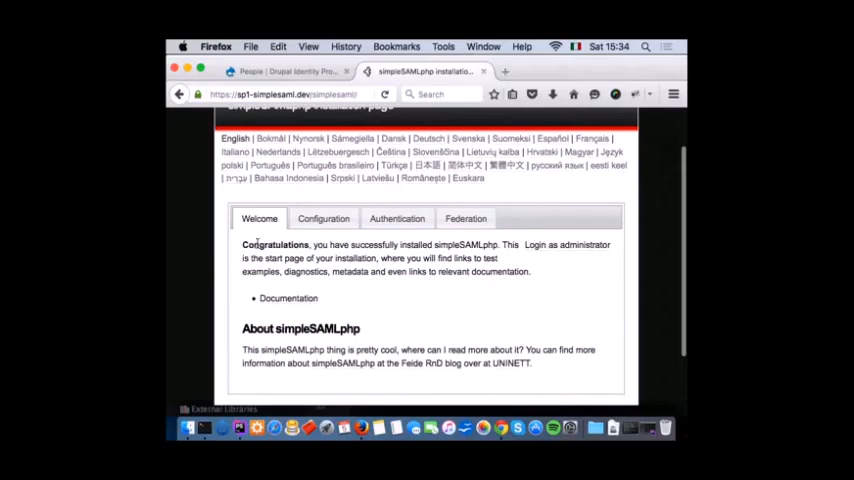 Firefox File Edit View History Bookmarks Tools Window Help Sat 15:34
People | Drupal Identity Pro... × simpleSAMLphp installatio... × +
https://sp1-simplesaml.dev/simplesaml/ Search
English | Bokmål | Nynorsk | Sámegiella | Dansk | Deutsch | Svenska | Suomeksi | Español | Français |
Italiano | Nederlands | Lëtzebuergesch | Čeština | Slovenščina | Lietuvių kalba | Hrvatski | Magyar | Język
polski | Português | Português brasileiro | Türkçe | 日本語 | 简体中文 | 繁體中文 | русский язык | eesti keel
| עִבְרִית | Bahasa Indonesia | Srpski | Latviešu | Românește | Euskara
Welcome Configuration Authentication Federation
Congratulations, you have successfully installed simpleSAMLphp. This Login as administrator
is the start page of your installation, where you will find links to test
examples, diagnostics, metadata and even links to relevant documentation.
• Documentation
About simpleSAMLphp
This simpleSAMLphp thing is pretty cool, where can I read more about it? You can find more
information about simpleSAMLphp at the Feide RnD blog over at UNINETT.
External Libraries